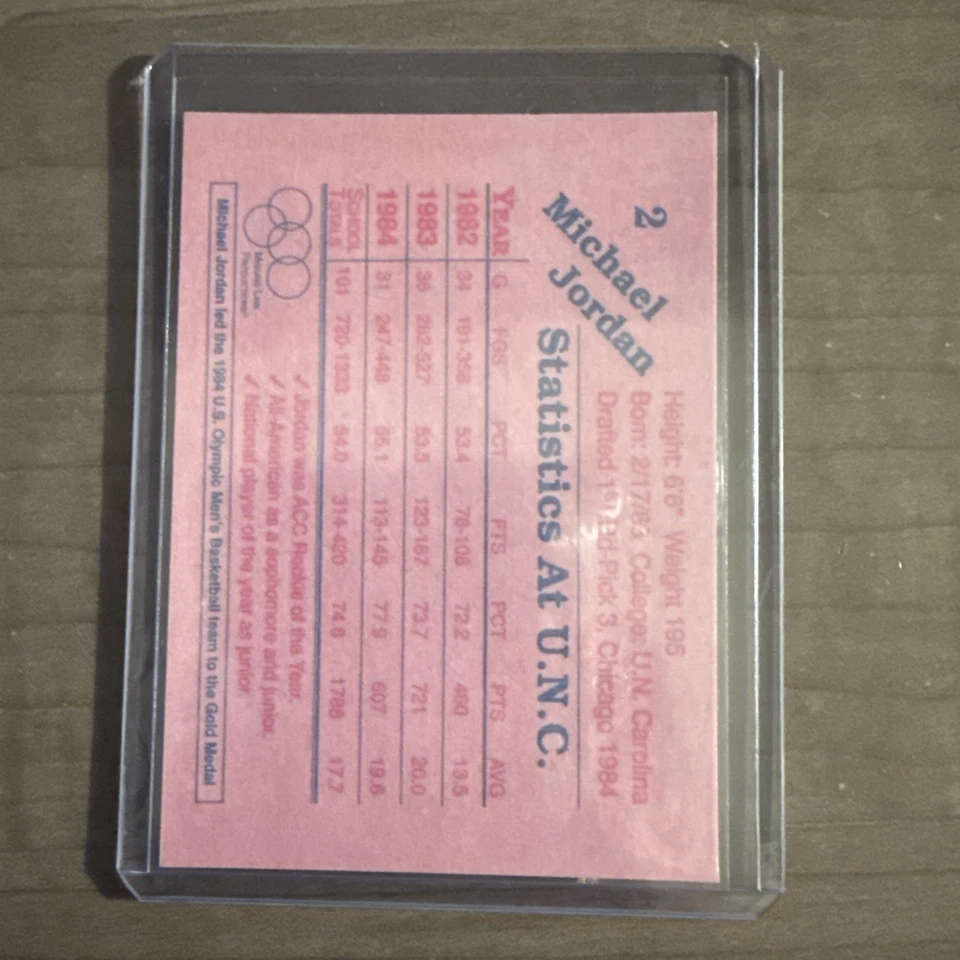 2
Michael
Jordan
Height: 6'6" Weight 195
Born: 2/17/63 College: U.N. Carolina
Drafted 1st Rd-Pick 3, Chicago 1984
Statistics At U.N.C.
YEAR G FGS PCT FTS PCT PTS AVG
1982 34 191-358 53.4 78-108 72.2 460 13.5
1983 36 282-527 53.5 123-167 73.7 721 20.0
1984 31 247-448 55.1 113-145 77.9 607 19.6
SCHOOL
TOTALS 101 720-1333 54.0 314-420 74.8 1788 17.7
✓ Jordan was ACC Rookie of the Year.
✓ All-American as a sophomore and junior.
✓ National player of the year as junior.
Productions
Michael Jordan led the 1984 U.S. Olympic Men's Basketball team to the Gold Medal